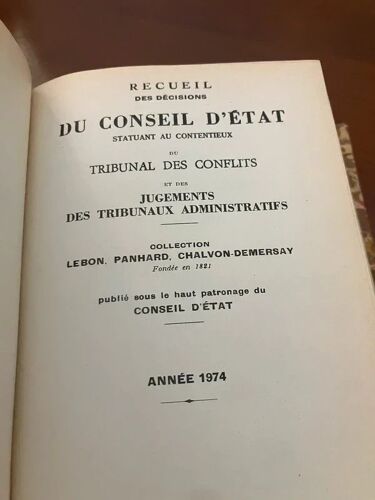 RECUEIL
DES DÉCISIONS
DU CONSEIL D'ÉTAT
STATUANT AU CONTENTIEUX
DU
TRIBUNAL DES CONFLITS
ET DES
JUGEMENTS
DES TRIBUNAUX ADMINISTRATIFS
COLLECTION
LEBON, PANHARD, CHALVON-DEMERSAY
Fondée en 1821
publié sous le haut patronage du
CONSEIL D'ÉTAT
ANNÉE 1974